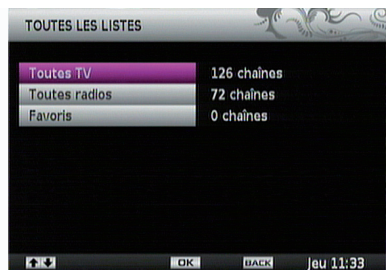 TOUTES LES LISTES
Toutes TV 126 chaînes
Toutes radios 72 chaînes
Favoris 0 chaînes
OK BACK Jeu 11:33